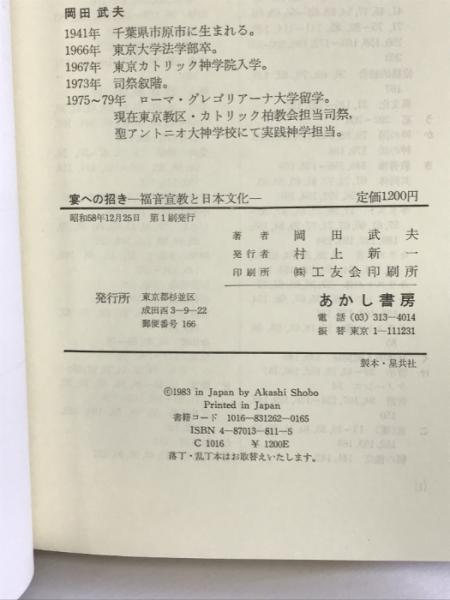 岡田武夫
1941年 千葉県市原市に生まれる。
1966年 東京大学法学部卒。
1967年 東京カトリック神学院入学。
1973年 司祭叙階。
1975〜79年 ローマ・グレゴリアーナ大学留学。
現在東京教区・カトリック柏教会担当司祭,
聖アントニオ大神学校にて実践神学担当。
宴への招き―福音宣教と日本文化― 定価1200円
昭和58年12月25日 第1刷発行
著者 岡田武夫
発行者 村上新一
印刷所 ㈱工友会印刷所
発行所 東京都杉並区 あかし書房
成田西3-9-22 電話(03)313-4014
郵便番号 166 振替東京1-111231
製本・星共社
©1983 in Japan by Akashi Shobo
Printed in Japan
書籍コード 1016-831262-0165
ISBN 4-87013-811-5
C 1016 ¥ 1200E
落丁・乱丁本はお取替えいたします。